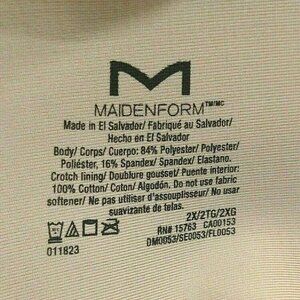 M
MAIDENFORM™/MC
Made in El Salvador/ Fabriqué au Salvador/
Hecho en El Salvador
Body/ Corps/ Cuerpo: 84% Polyester/ Polyester/
Poliéster, 16% Spandex/ Spandex/ Elastano.
Crotch lining/ Doublure gousset/ Puente interior:
100% Cotton/ Coton/ Algodón. Do not use fabric
softener/ Ne pas utiliser d'assouplisseur/ No usar
suavizante de telas.
2X/2TG/2XG
RN# 15763 CA00153
011823
DM0053/SE0053/FL0053